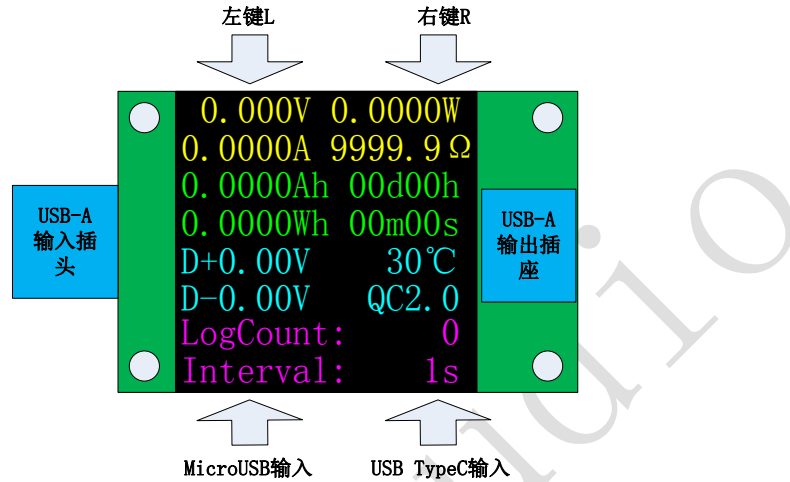 左键L
右键R
0.000V 0.0000W
0.0000A 9999.9Ω
0.0000Ah 00d00h
0.0000Wh 00m00s
D+0.00V 30℃
D-0.00V QC2.0
LogCount: 0
Interval: 1s
USB-A
输入插
头
USB-A
输出插
座
MicroUSB输入
USB TypeC输入